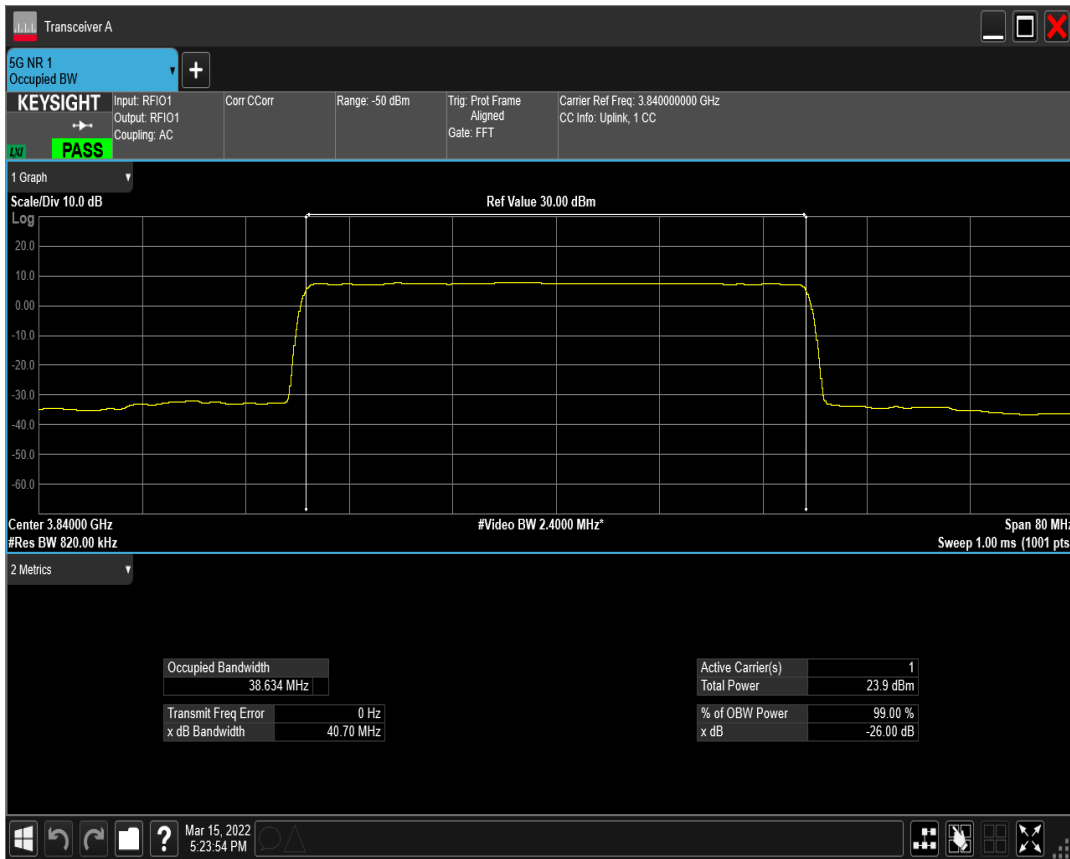 Transceiver A
5G NR 1
Occupied BW
KEYSIGHT
LXI
PASS
Input: RFIO1
Output: RFIO1
Coupling: AC
Corr CCorr
Range: -50 dBm
Trig: Prot Frame
Aligned
Gate: FFT
Carrier Ref Freq: 3.840000000 GHz
CC Info: Uplink, 1 CC
1 Graph
Scale/Div 10.0 dB
Ref Value 30.00 dBm
Log
20.0
10.0
0.00
-10.0
-20.0
-30.0
-40.0
-50.0
-60.0
Center 3.84000 GHz
#Video BW 2.4000 MHz*
Span 80 MHz
#Res BW 820.00 kHz
Sweep 1.00 ms (1001 pts
2 Metrics
Occupied Bandwidth
38.634 MHz
Transmit Freq Error 0 Hz
x dB Bandwidth 40.70 MHz
Active Carrier(s) 1
Total Power 23.9 dBm
% of OBW Power 99.00 %
x dB -26.00 dB
?
Mar 15, 2022
5:23:54 PM